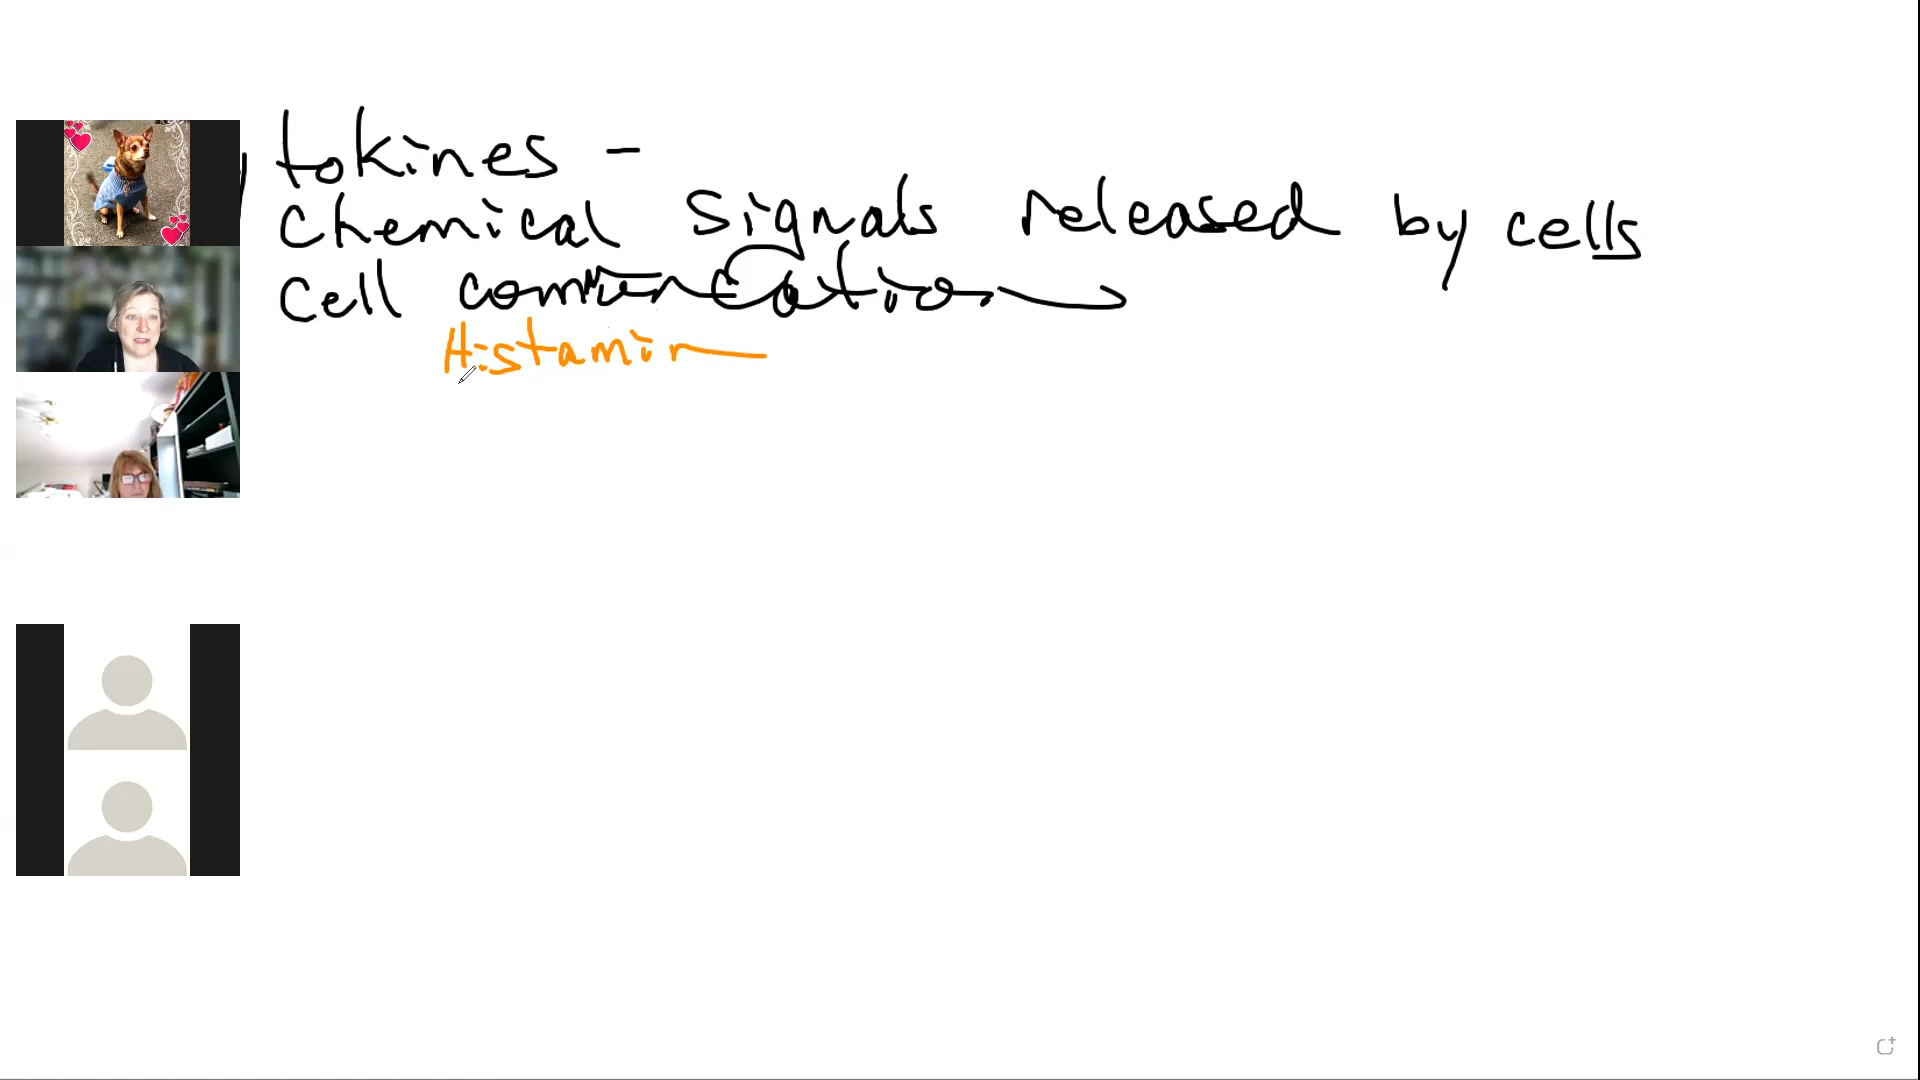 y tokines -
Chemical signals released by cells
Cell communication
Histamin